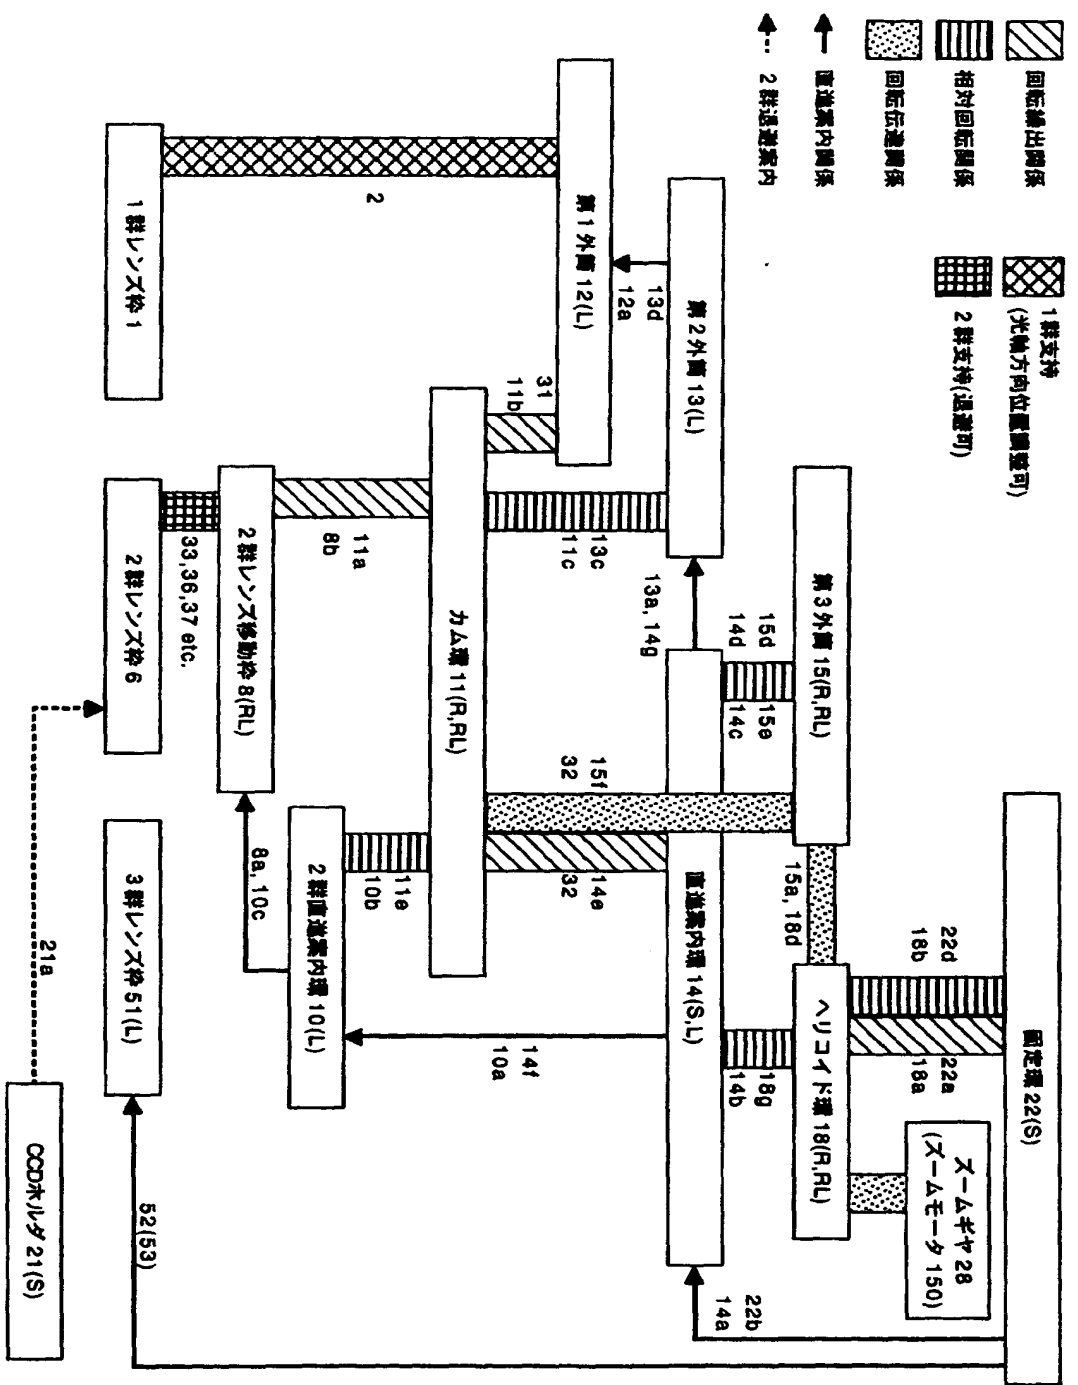 回転繰出関係
相対回転関係
回転伝達関係
直進案内関係
2群退避案内
1群支持
(光軸方向位置調整可)
2群支持(退避可)
固定環 22(S)
ズームギヤ 28
(ズームモータ 150)
22d
18b
22a
18a
22b
14a
第3外筒 15(R,RL)
15a, 18d
ヘリコイド環 18(R,RL)
15d
14d
15e
14c
18g
14b
第2外筒 13(L)
13a, 14g
直進案内環 14(S,L)
13d
12a
13c
11c
15f
32
14e
32
14f
10a
第1外筒 12(L)
31
11b
カム環 11(R,RL)
11a
8b
11e
10b
2
2群直進案内環 10(L)
8a, 10c
2群レンズ移動枠 8(RL)
33,36,37 etc.
1群レンズ枠 1
2群レンズ枠 6
3群レンズ枠 51(L)
52(53)
21a
CCDホルダ 21(S)